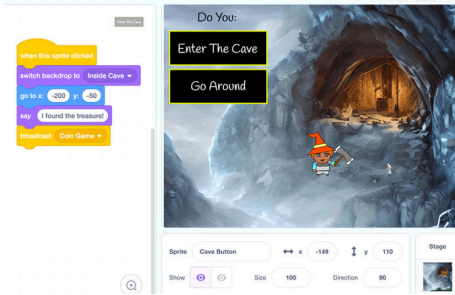 Enter The Cave
when this sprite clicked
switch backdrop to Inside Cave
go to x: -200 y: -50
say I found the treasure!
broadcast Coin Game
Do You:
Enter The Cave
Go Around
Sprite Cave Button x -149 y 110
Show Size 100 Direction 90
Stage